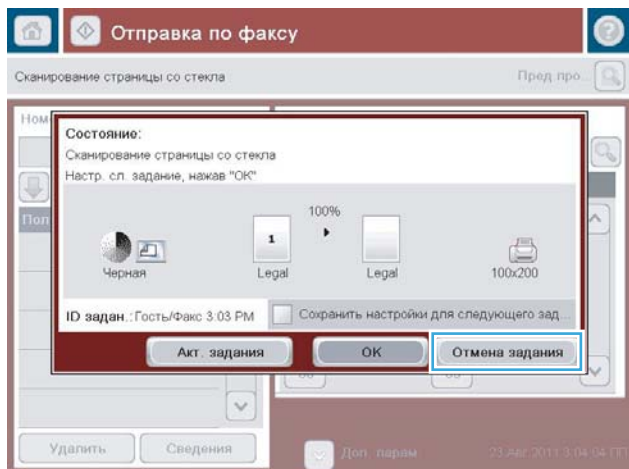 Отправка по факсу
Сканирование страницы со стекла
Пред.про...
Ном
Состояние:
Сканирование страницы со стекла
Настр. сл. задание, нажав "OK"
Пол
100%
1
Черная
Legal
Legal
100x200
ID задан.:Гость/Факс 3:03 PM
Сохранить настройки для следующего зад...
Акт. задания
OK
Отмена задания
Удалить
Сведения
Доп. парам
23 Авг 2011 3:04:04 ПП